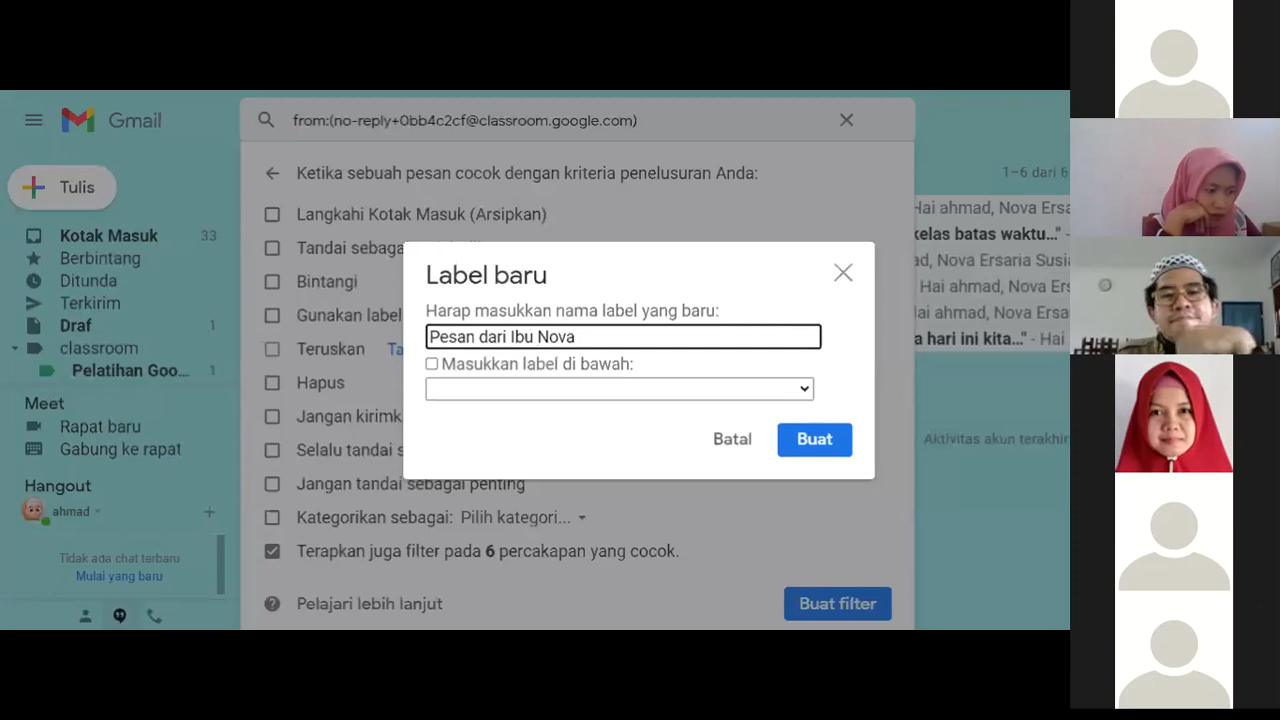 Gmail
from:(no-reply+0bb4c2cf@classroom.google.com)
Tulis
Ketika sebuah pesan cocok dengan kriteria penelusuran Anda:
1–6 dari 6
Kotak Masuk 33
Langkahi Kotak Masuk (Arsipkan)
Hai ahmad, Nova Ersa
Berbintang
Tandai sebaga
kelas batas waktu..." -
ad, Nova Ersaria Susia
Ditunda
Bintangi
Hai ahmad, Nova Ersa
Terkirim
Gunakan label
Hai ahmad, Nova Ersa
Draf 1
a hari ini kita..." - Hai
classroom
Teruskan Ta
Pelatihan Goo... 1
Hapus
Label baru
Harap masukkan nama label yang baru:
Pesan dari Ibu Nova
Masukkan label di bawah:
Batal
Buat
Meet
Rapat baru
Jangan kirimk
Gabung ke rapat
Selalu tandai s
Aktivitas akun terakhir
Hangout
Jangan tandai sebagai penting
ahmad
Kategorikan sebagai: Pilih kategori...
Tidak ada chat terbaru
Terapkan juga filter pada 6 percakapan yang cocok.
Mulai yang baru
Pelajari lebih lanjut
Buat filter